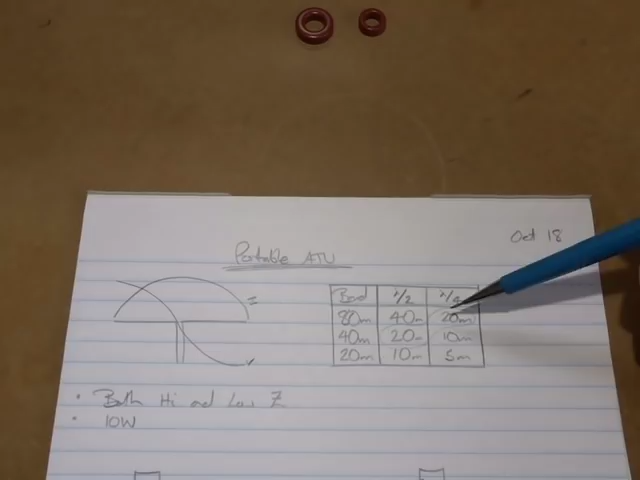 Oct 18
Portable ATU
Band λ/2 λ/4
80m 40m 20m
I
40m 20m 10m
20m 10m 5m
V
• Both Hi and Low Z
• 10W